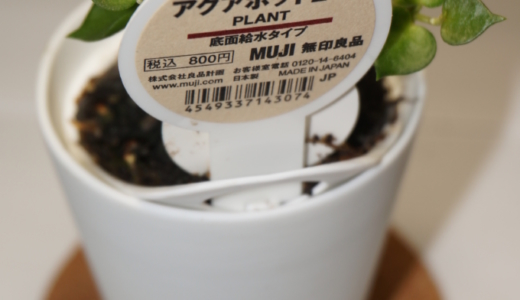 アクアポット
PLANT
底面給水タイプ
税込 800円 MUJI 無印良品
株式会社良品計画 お客様室電話 0120-14-6404
www.muji.com 日本製 MADE IN JAPAN
JP
4549337143074